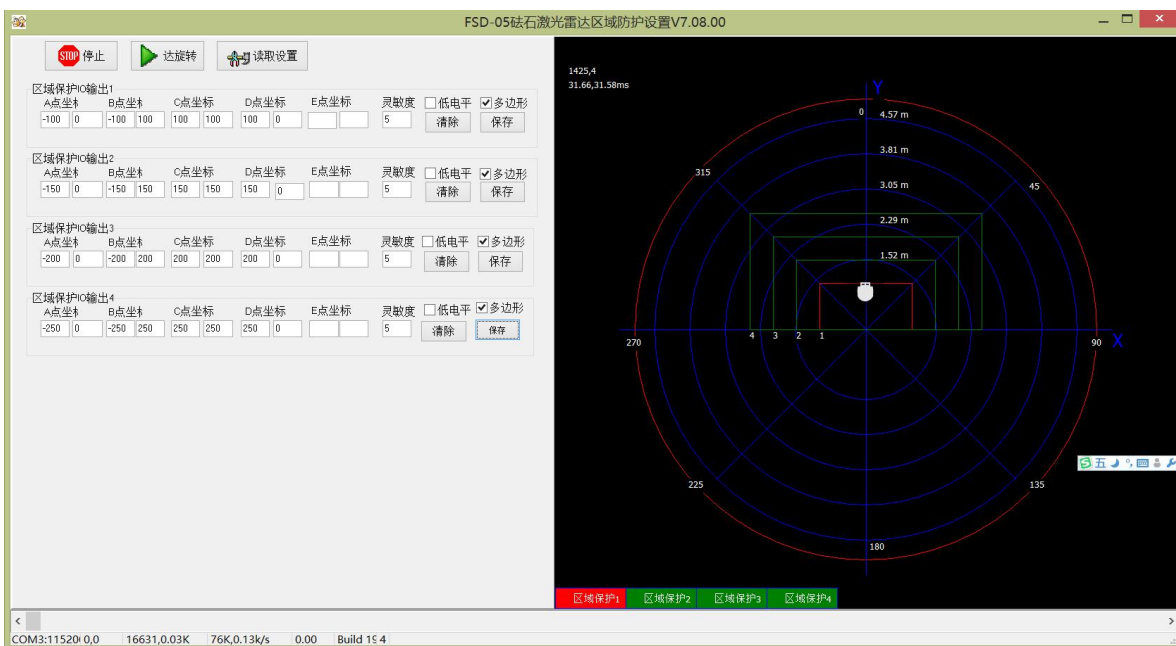 FSD-05砝石激光雷达区域防护设置V7.08.00
STOP 停止 达旋转 读取设置
区域保护IO输出1
A点坐标 B点坐标 C点坐标 D点坐标 E点坐标 灵敏度 低电平 多边形
-100 0 -100 100 100 100 100 0 5 清除 保存
区域保护IO输出2
A点坐标 B点坐标 C点坐标 D点坐标 E点坐标 灵敏度 低电平 多边形
-150 0 -150 150 150 150 150 0 5 清除 保存
区域保护IO输出3
A点坐标 B点坐标 C点坐标 D点坐标 E点坐标 灵敏度 低电平 多边形
-200 0 -200 200 200 200 200 0 5 清除 保存
区域保护IO输出4
A点坐标 B点坐标 C点坐标 D点坐标 E点坐标 灵敏度 低电平 多边形
-250 0 -250 250 250 250 250 0 5 清除 保存
1425,4
31.66,31.58ms
Y
0 4.57 m
3.81 m
315
3.05 m
45
2.29 m
1.52 m
4 3 2 1
270
90 X
五
225
135
180
区域保护1 区域保护2 区域保护3 区域保护4
COM3:11520 0,0 16631,0.03K 76K,0.13k/s 0.00 Build 19 4